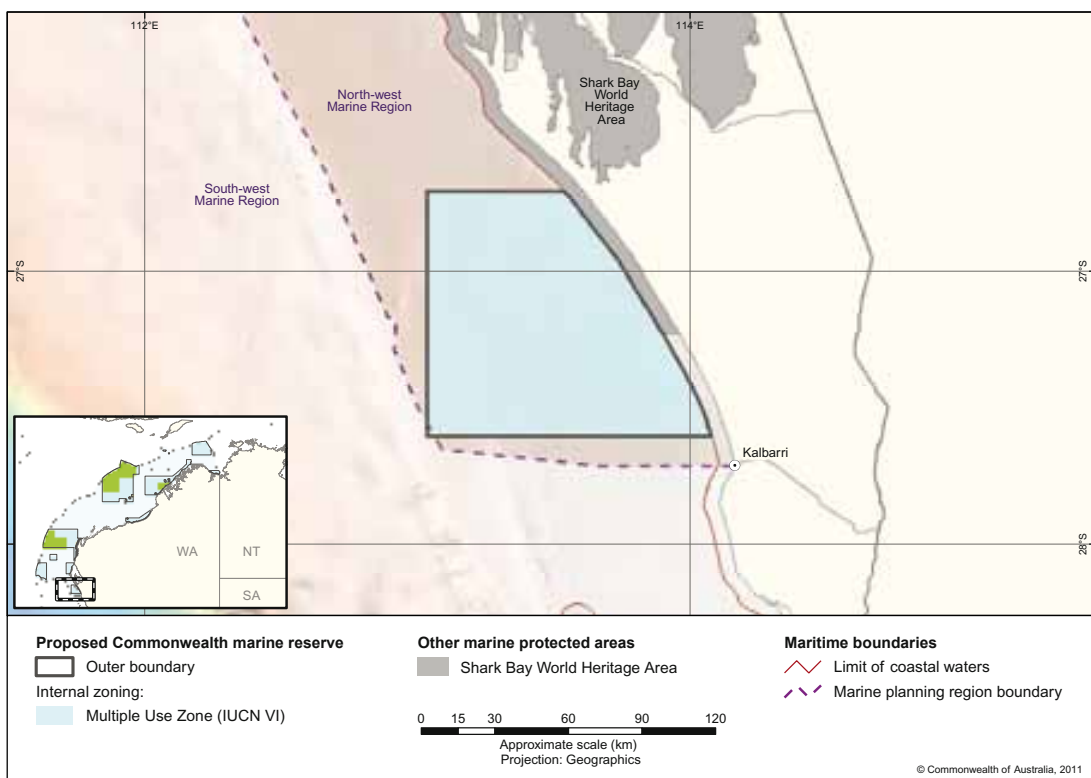 112°E
114°E
North-west
Marine Region
Shark Bay
World
Heritage
Area
South-west
Marine Region
27°S
27°S
Kalbarri
WA
NT
SA
28°S
Proposed Commonwealth marine reserve
Outer boundary
Internal zoning:
Multiple Use Zone (IUCN VI)
Other marine protected areas
Shark Bay World Heritage Area
0 15 30 60 90 120
Approximate scale (km)
Projection: Geographics
Maritime boundaries
Limit of coastal waters
Marine planning region boundary
© Commonwealth of Australia, 2011